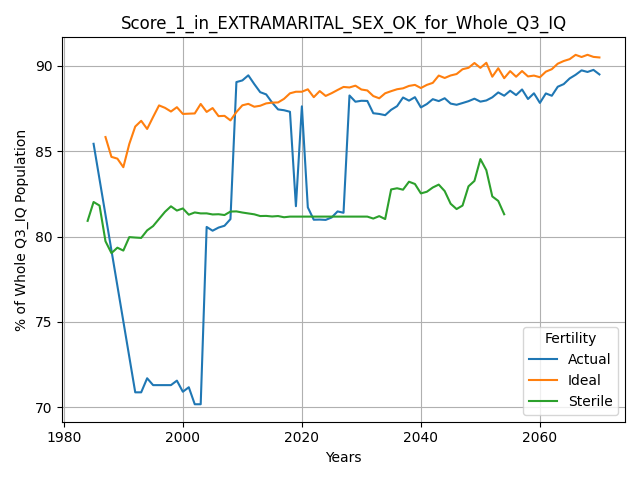 Score_1_in_EXTRAMARITAL_SEX_OK_for_Whole_Q3_IQ
% of Whole Q3_IQ Population
90
85
80
75
70
Fertility
Actual
Ideal
Sterile
1980 2000 2020 2040 2060
Years